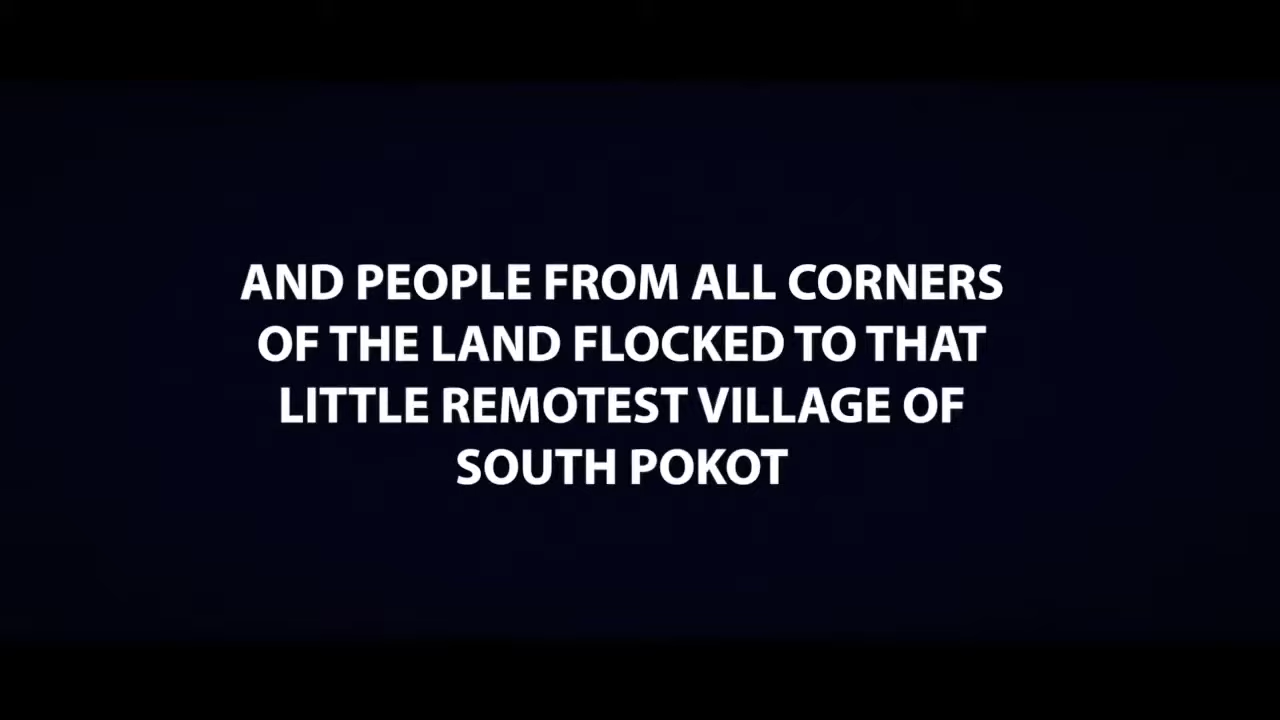 AND PEOPLE FROM ALL CORNERS
OF THE LAND FLOCKED TO THAT
LITTLE REMOTEST VILLAGE OF
SOUTH POKOT